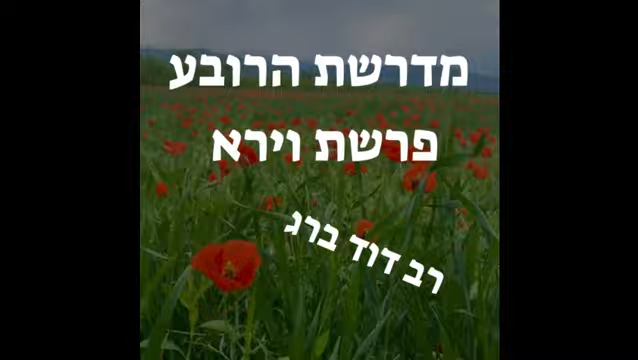 מדרשת הרובע
פרשת וירא
רב דוד ברג